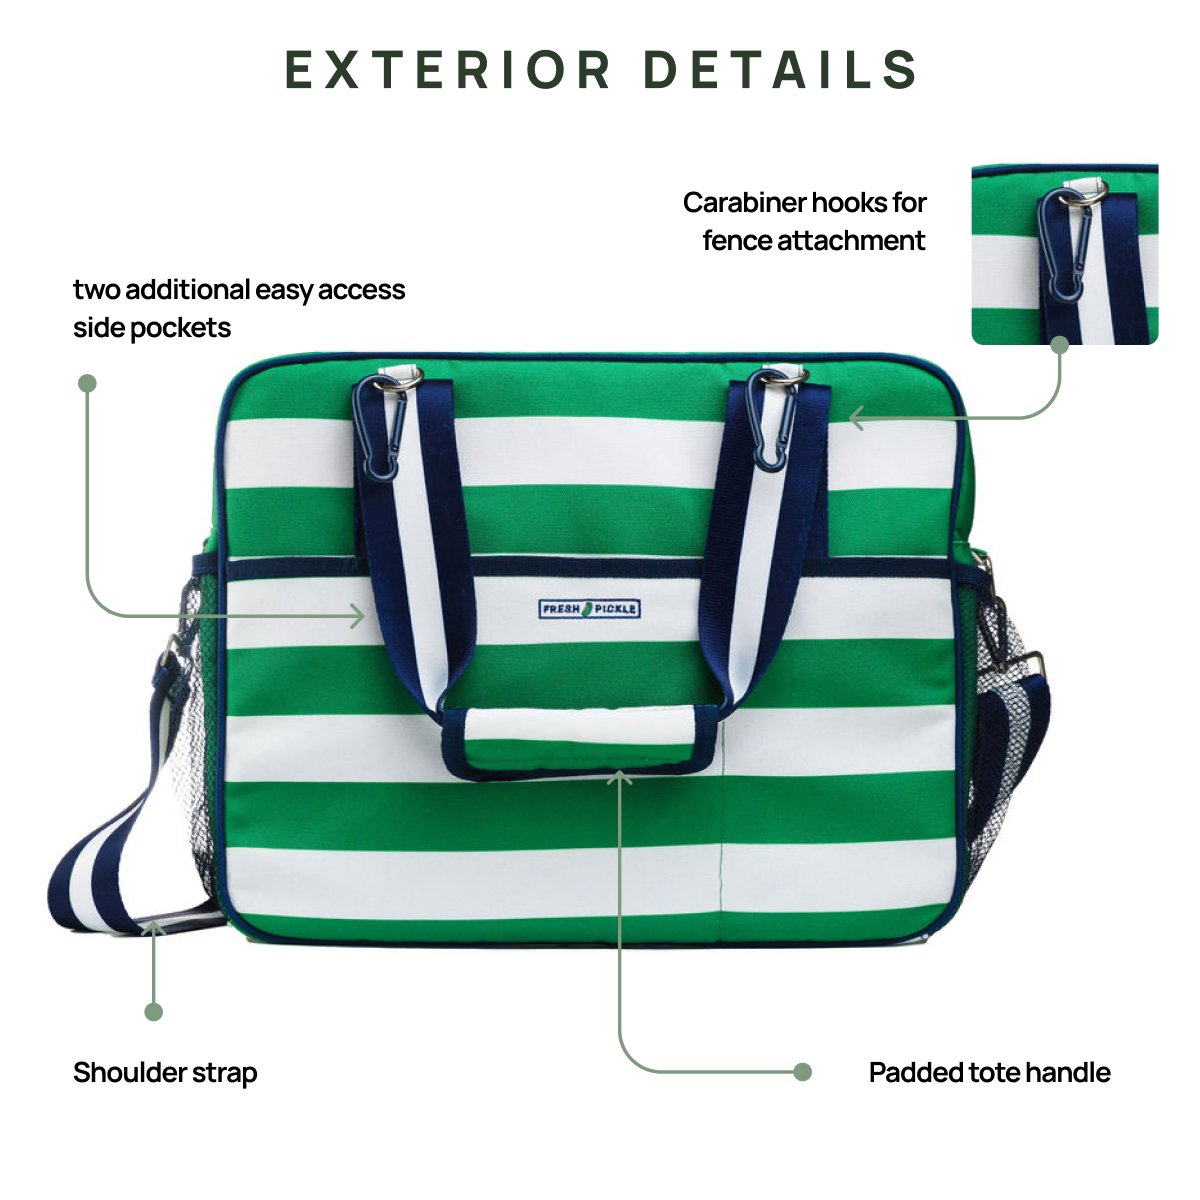 EXTERIOR DETAILS
Carabiner hooks for
fence attachment
two additional easy access
side pockets
FRESH PICKLE
Shoulder strap
Padded tote handle